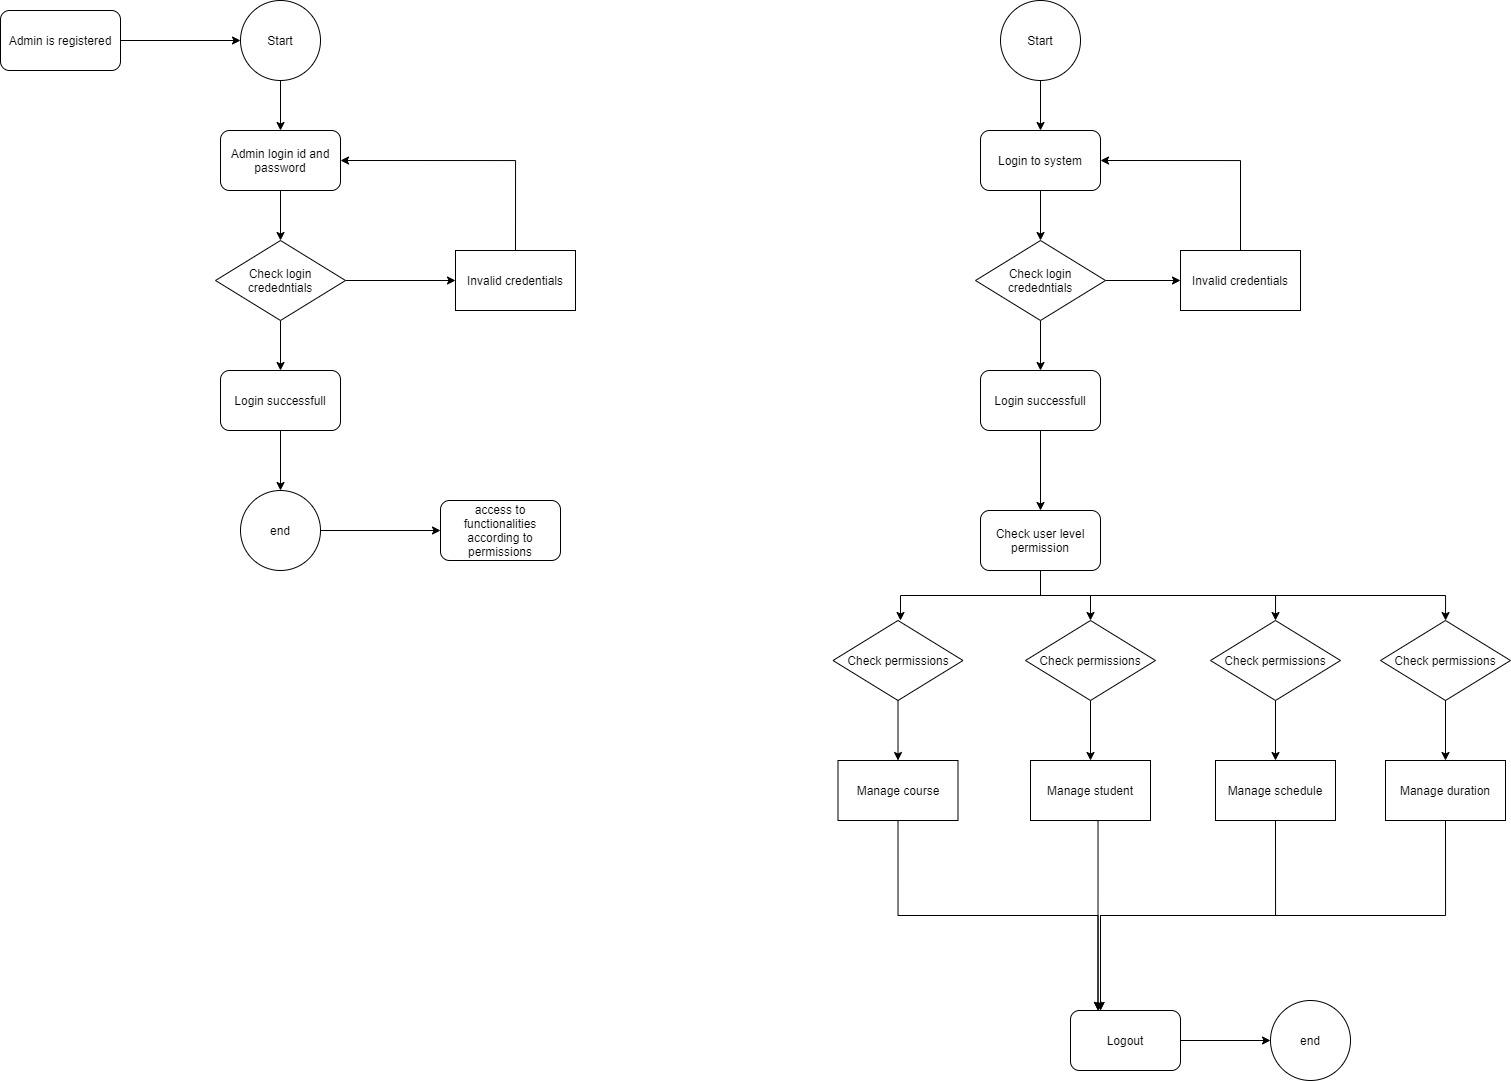 Admin is registered
Start
Admin login id and
password
Check login
crededntials
Invalid credentials
Login successfull
end
access to
functionalities
according to
permissions
Start
Login to system
Check login
crededntials
Invalid credentials
Login successfull
Check user level
permission
Check permissions
Check permissions
Check permissions
Check permissions
Manage course
Manage student
Manage schedule
Manage duration
Logout
end